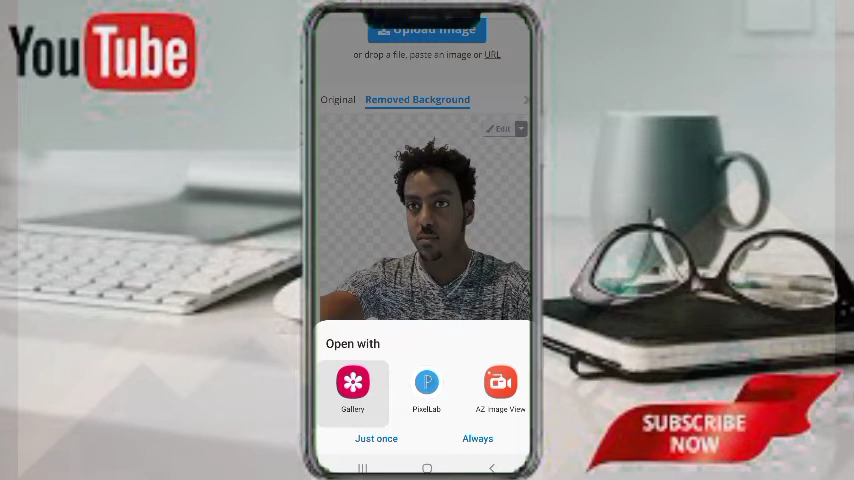 YouTube
Upload Image
or drop a file, paste an image or URL
Original Removed Background
Edit
Open with
Gallery PixelLab AZ Image View
Just once Always
SUBSCRIBE
NOW